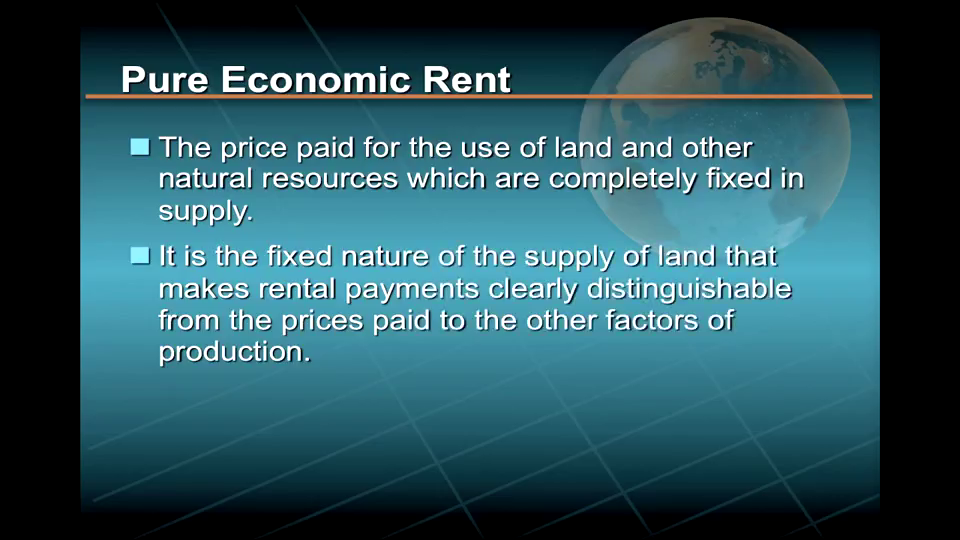 Pure Economic Rent
The price paid for the use of land and other
natural resources which are completely fixed in
supply.
It is the fixed nature of the supply of land that
makes rental payments clearly distinguishable
from the prices paid to the other factors of
production.